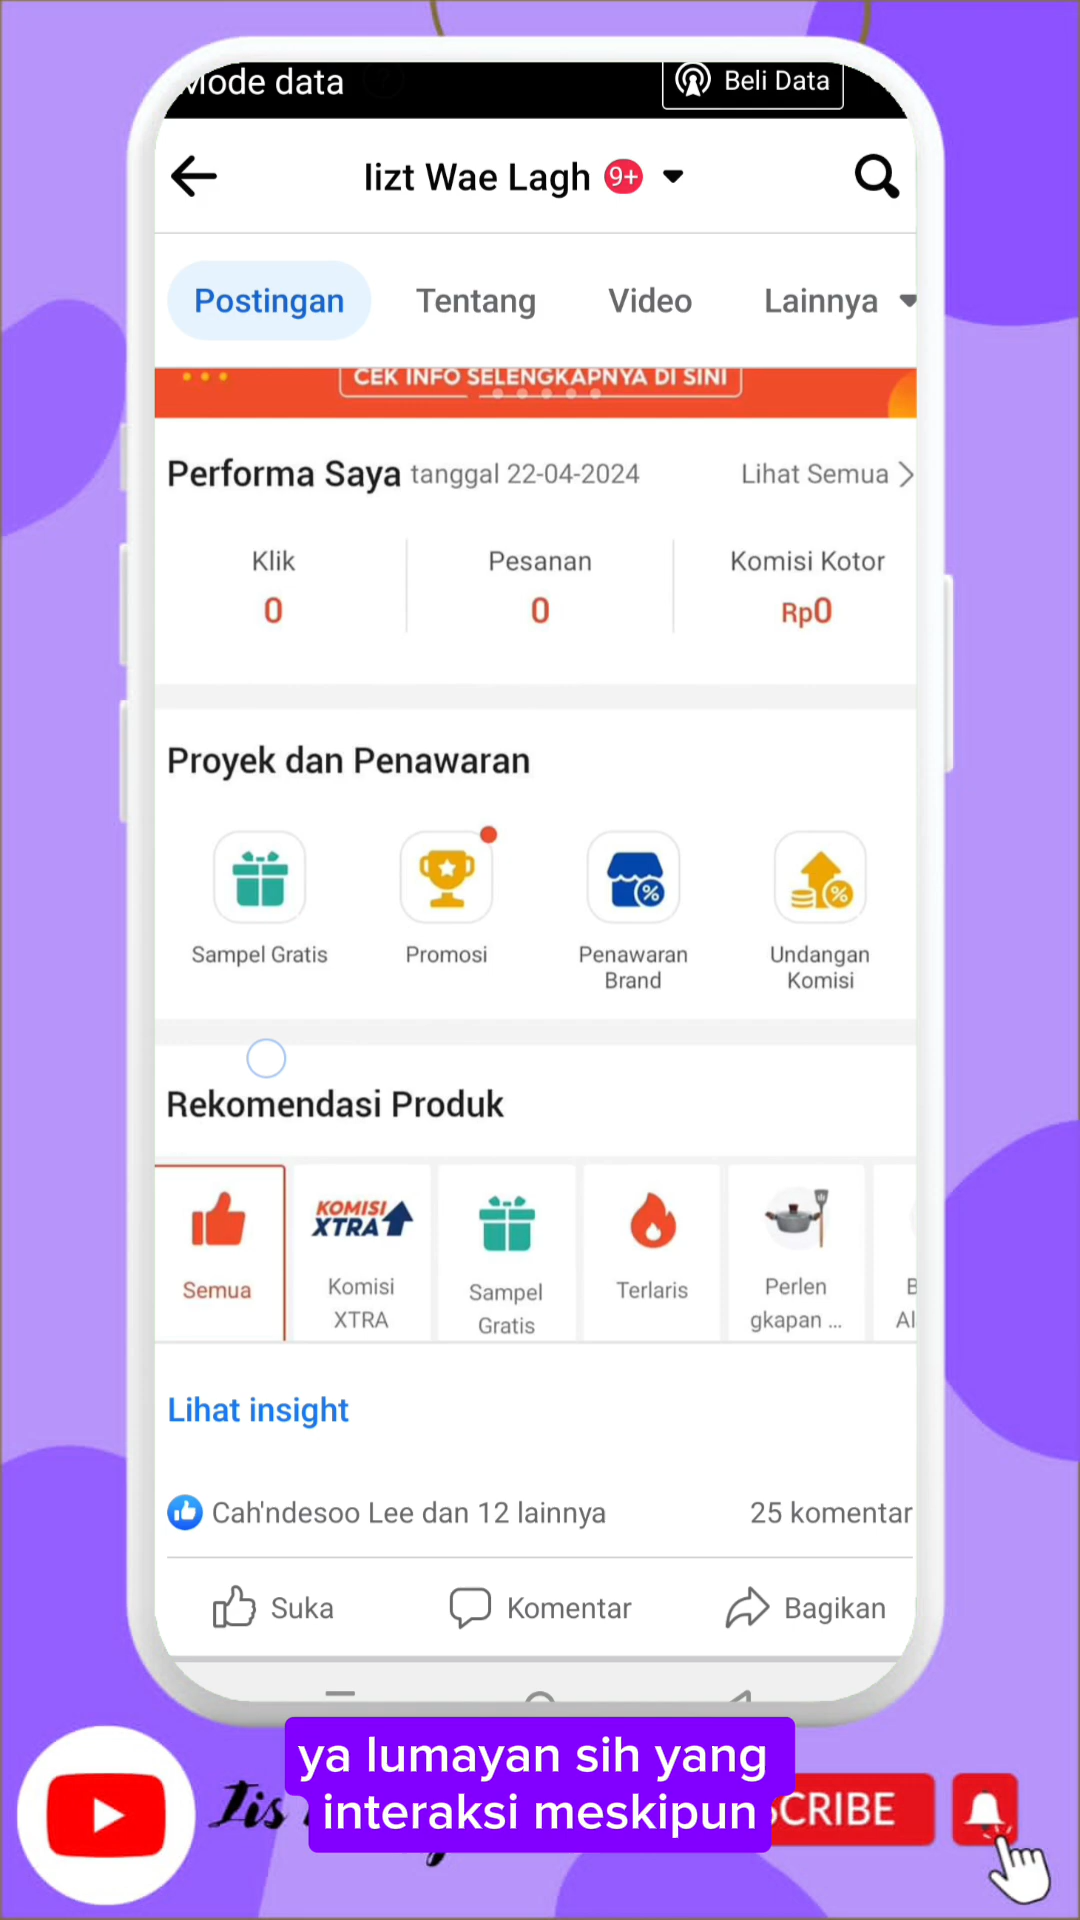 Mode data
Beli Data
Iizt Wae Lagh 9+
Postingan Tentang Video Lainnya
CEK INFO SELENGKAPNYA DI SINI
Performa Saya tanggal 22-04-2024 Lihat Semua
Klik Pesanan Komisi Kotor
0 0 Rp0
Proyek dan Penawaran
Sampel Gratis Promosi Penawaran Brand Undangan Komisi
Rekomendasi Produk
KOMISI
XTRA
Semua Komisi XTRA Sampel Gratis Terlaris Perlen gkapan ... B Al
Lihat insight
Cah'ndesoo Lee dan 12 lainnya 25 komentar
Suka Komentar Bagikan
ya lumayan sih yang
interaksi meskipun
Iis
CRIBE